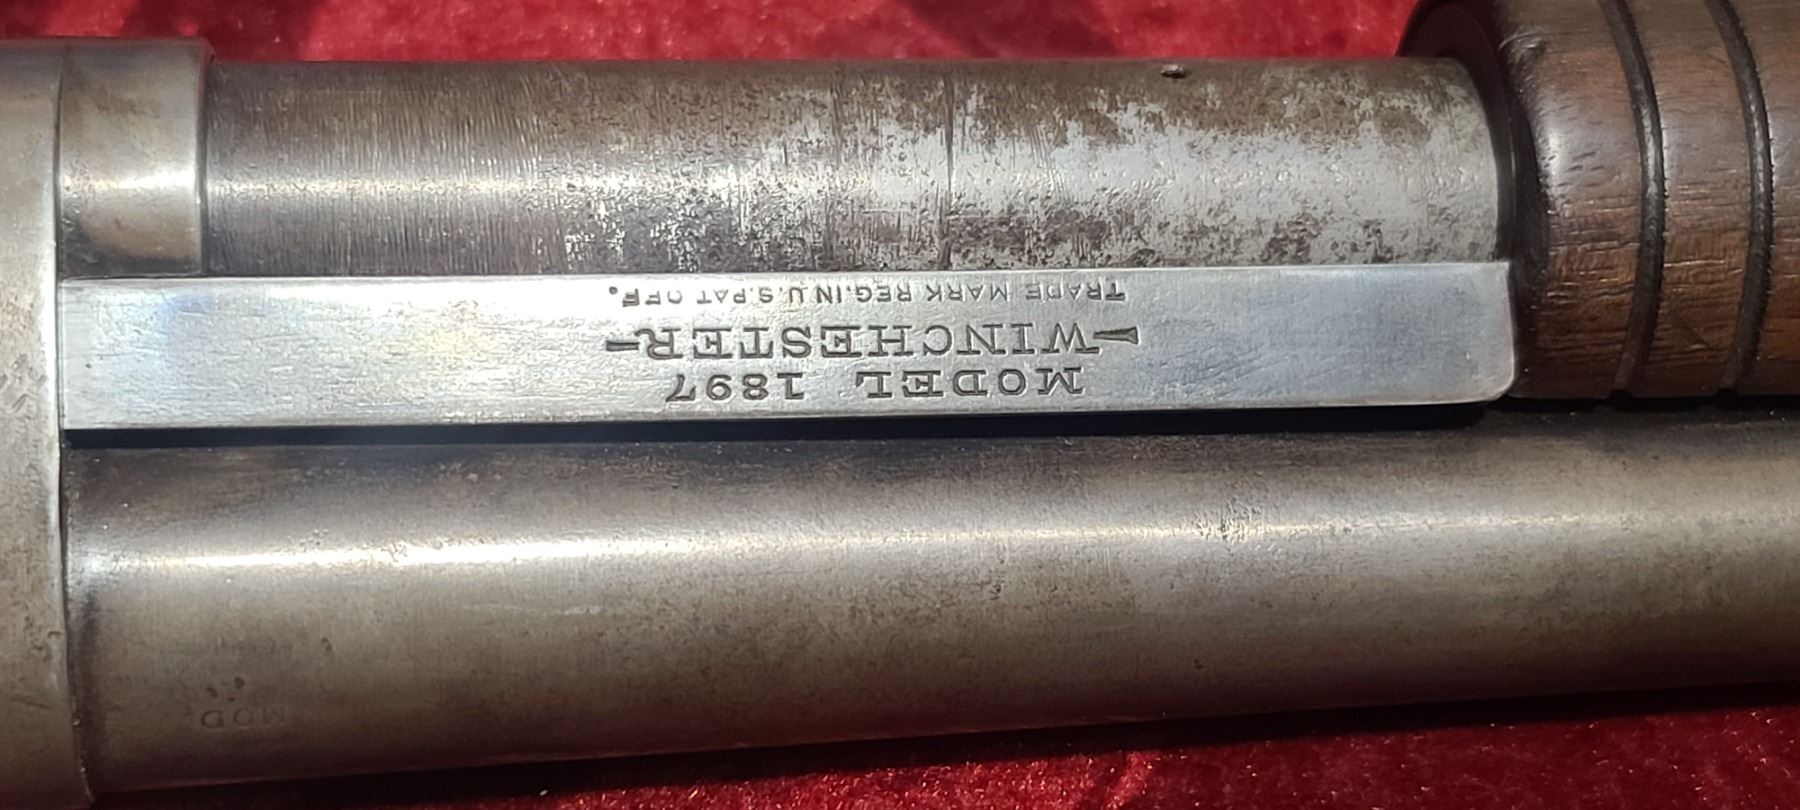 MODEL 1897
-WINCHESTER-
TRADE MARK REG.IN U.S.PAT OFF.
MOD.